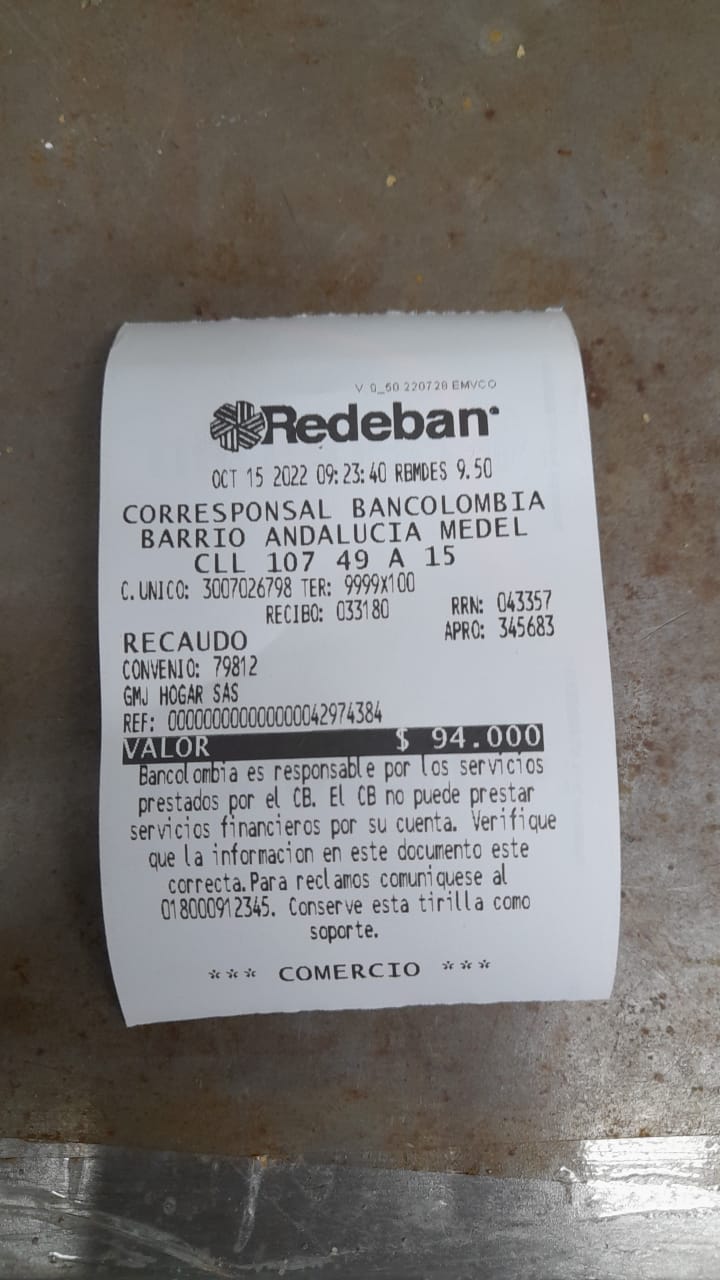 V 0_60 220728 EMVCO
Redeban
OCT 15 2022 09:23:40 RBMDES 9.50
CORRESPONSAL BANCOLOMBIA
BARRIO ANDALUCIA MEDEL
CLL 107 49 A 15
C.UNICO: 3007026798 TER: 9999X100
RECIBO: 033180 RRN: 043357
RECAUDO APRO: 345683
CONVENIO: 79812
GMJ HOGAR SAS
REF: 000000000000000042974384
VALOR $ 94.000
Bancolombia es responsable por los servicios
prestados por el CB. El CB no puede prestar
servicios financieros por su cuenta. Verifique
que la informacion en este documento este
correcta.Para reclamos comuniquese al
018000912345. Conserve esta tirilla como
soporte.
*** COMERCIO ***